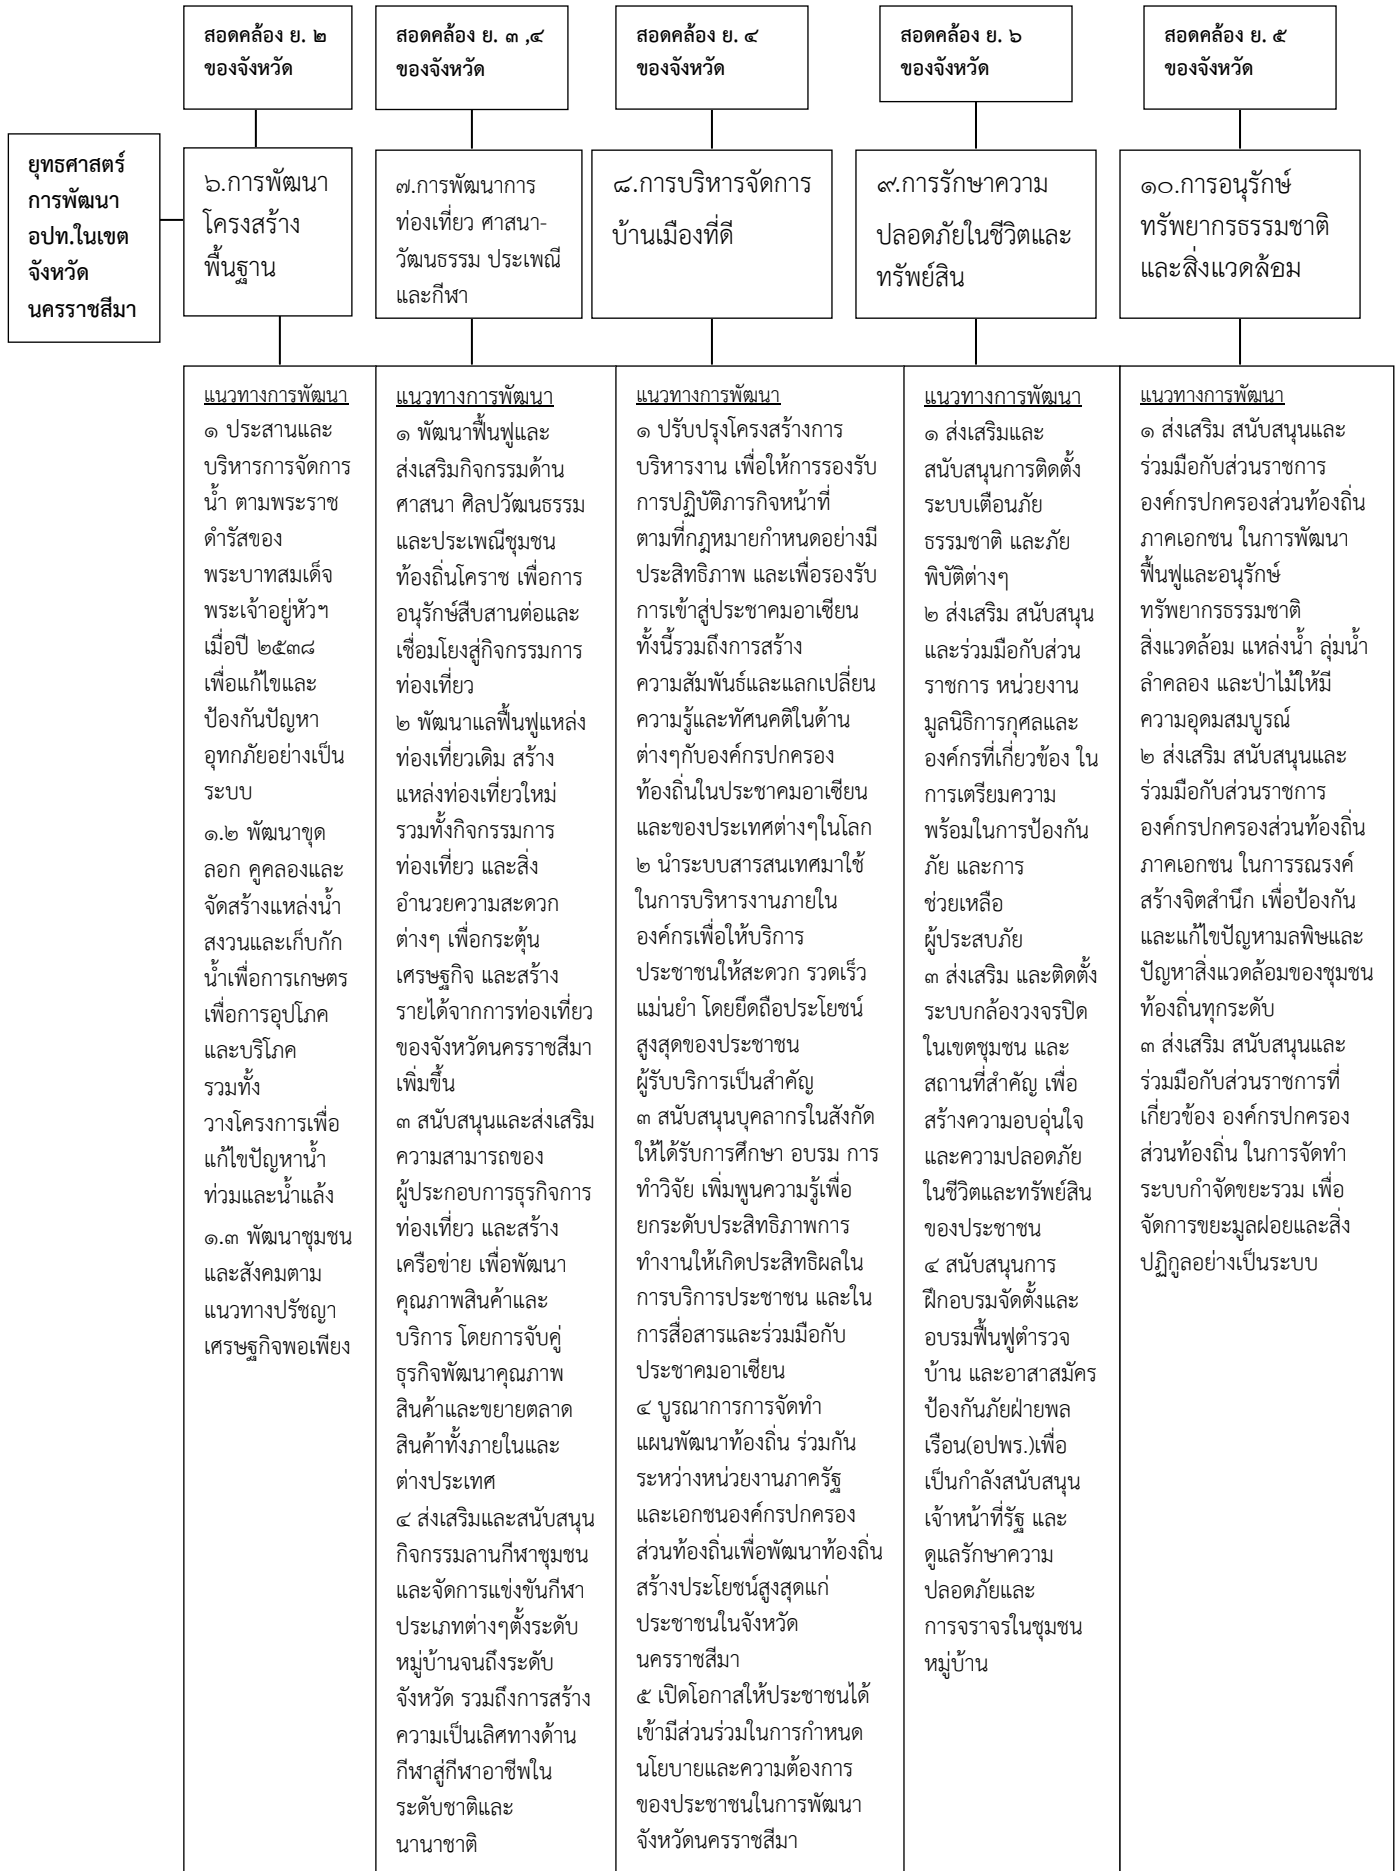 สอดคล้อง ย. ๒
ของจังหวัด
สอดคล้อง ย. ๓ ,๔
ของจังหวัด
สอดคล้อง ย. ๔
ของจังหวัด
สอดคล้อง ย. ๖
ของจังหวัด
สอดคล้อง ย. ๕
ของจังหวัด
ยุทธศาสตร์
การพัฒนา
อปท.ในเขต
จังหวัด
นครราชสีมา
๖.การพัฒนา
โครงสร้าง
พื้นฐาน
๗.การพัฒนาการ
ท่องเที่ยว ศาสนา-
วัฒนธรรม ประเพณี
และกีฬา
๘.การบริหารจัดการ
บ้านเมืองที่ดี
๙.การรักษาความ
ปลอดภัยในชีวิตและ
ทรัพย์สิน
๑๐.การอนุรักษ์
ทรัพยากรธรรมชาติ
และสิ่งแวดล้อม
แนวทางการพัฒนา
๑ ประสานและ
บริหารการจัดการ
น้ำ ตามพระราช
ดำรัสของ
พระบาทสมเด็จ
พระเจ้าอยู่หัวฯ
เมื่อปี ๒๕๓๘
เพื่อแก้ไขและ
ป้องกันปัญหา
อุทกภัยอย่างเป็น
ระบบ
๑.๒ พัฒนาขุด
ลอก คูคลองและ
จัดสร้างแหล่งน้ำ
สงวนและเก็บกัก
น้ำเพื่อการเกษตร
เพื่อการอุปโภค
และบริโภค
รวมทั้ง
วางโครงการเพื่อ
แก้ไขปัญหาน้ำ
ท่วมและน้ำแล้ง
๑.๓ พัฒนาชุมชน
และสังคมตาม
แนวทางปรัชญา
เศรษฐกิจพอเพียง
แนวทางการพัฒนา
๑ พัฒนาฟื้นฟูและ
ส่งเสริมกิจกรรมด้าน
ศาสนา ศิลปวัฒนธรรม
และประเพณีชุมชน
ท้องถิ่นโคราช เพื่อการ
อนุรักษ์สืบสานต่อและ
เชื่อมโยงสู่กิจกรรมการ
ท่องเที่ยว
๒ พัฒนาแลฟื้นฟูแหล่ง
ท่องเที่ยวเดิม สร้าง
แหล่งท่องเที่ยวใหม่
รวมทั้งกิจกรรมการ
ท่องเที่ยว และสิ่ง
อำนวยความสะดวก
ต่างๆ เพื่อกระตุ้น
เศรษฐกิจ และสร้าง
รายได้จากการท่องเที่ยว
ของจังหวัดนครราชสีมา
เพิ่มขึ้น
๓ สนับสนุนและส่งเสริม
ความสามารถของ
ผู้ประกอบการธุรกิจการ
ท่องเที่ยว และสร้าง
เครือข่าย เพื่อพัฒนา
คุณภาพสินค้าและ
บริการ โดยการจับคู่
ธุรกิจพัฒนาคุณภาพ
สินค้าและขยายตลาด
สินค้าทั้งภายในและ
ต่างประเทศ
๔ ส่งเสริมและสนับสนุน
กิจกรรมลานกีฬาชุมชน
และจัดการแข่งขันกีฬา
ประเภทต่างๆตั้งระดับ
หมู่บ้านจนถึงระดับ
จังหวัด รวมถึงการสร้าง
ความเป็นเลิศทางด้าน
กีฬาสู่กีฬาอาชีพใน
ระดับชาติและ
นานาชาติ
แนวทางการพัฒนา
๑ ปรับปรุงโครงสร้างการ
บริหารงาน เพื่อให้การรองรับ
การปฏิบัติภารกิจหน้าที่
ตามที่กฎหมายกำหนดอย่างมี
ประสิทธิภาพ และเพื่อรองรับ
การเข้าสู่ประชาคมอาเซียน
ทั้งนี้รวมถึงการสร้าง
ความสัมพันธ์และแลกเปลี่ยน
ความรู้และทัศนคติในด้าน
ต่างๆกับองค์กรปกครอง
ท้องถิ่นในประชาคมอาเซียน
และของประเทศต่างๆในโลก
๒ นำระบบสารสนเทศมาใช้
ในการบริหารงานภายใน
องค์กรเพื่อให้บริการ
ประชาชนให้สะดวก รวดเร็ว
แม่นยำ โดยยึดถือประโยชน์
สูงสุดของประชาชน
ผู้รับบริการเป็นสำคัญ
๓ สนับสนุนบุคลากรในสังกัด
ให้ได้รับการศึกษา อบรม การ
ทำวิจัย เพิ่มพูนความรู้เพื่อ
ยกระดับประสิทธิภาพการ
ทำงานให้เกิดประสิทธิผลใน
การบริการประชาชน และใน
การสื่อสารและร่วมมือกับ
ประชาคมอาเซียน
๔ บูรณาการการจัดทำ
แผนพัฒนาท้องถิ่น ร่วมกัน
ระหว่างหน่วยงานภาครัฐ
และเอกชนองค์กรปกครอง
ส่วนท้องถิ่นเพื่อพัฒนาท้องถิ่น
สร้างประโยชน์สูงสุดแก่
ประชาชนในจังหวัด
นครราชสีมา
๕ เปิดโอกาสให้ประชาชนได้
เข้ามีส่วนร่วมในการกำหนด
นโยบายและความต้องการ
ของประชาชนในการพัฒนา
จังหวัดนครราชสีมา
แนวทางการพัฒนา
๑ ส่งเสริมและ
สนับสนุนการติดตั้ง
ระบบเตือนภัย
ธรรมชาติ และภัย
พิบัติต่างๆ
๒ ส่งเสริม สนับสนุน
และร่วมมือกับส่วน
ราชการ หน่วยงาน
มูลนิธิการกุศลและ
องค์กรที่เกี่ยวข้อง ใน
การเตรียมความ
พร้อมในการป้องกัน
ภัย และการ
ช่วยเหลือ
ผู้ประสบภัย
๓ ส่งเสริม และติดตั้ง
ระบบกล้องวงจรปิด
ในเขตชุมชน และ
สถานที่สำคัญ เพื่อ
สร้างความอบอุ่นใจ
และความปลอดภัย
ในชีวิตและทรัพย์สิน
ของประชาชน
๔ สนับสนุนการ
ฝึกอบรมจัดตั้งและ
อบรมฟื้นฟูตำรวจ
บ้าน และอาสาสมัคร
ป้องกันภัยฝ่ายพล
เรือน(อปพร.)เพื่อ
เป็นกำลังสนับสนุน
เจ้าหน้าที่รัฐ และ
ดูแลรักษาความ
ปลอดภัยและ
การจราจรในชุมชน
หมู่บ้าน
แนวทางการพัฒนา
๑ ส่งเสริม สนับสนุนและ
ร่วมมือกับส่วนราชการ
องค์กรปกครองส่วนท้องถิ่น
ภาคเอกชน ในการพัฒนา
ฟื้นฟูและอนุรักษ์
ทรัพยากรธรรมชาติ
สิ่งแวดล้อม แหล่งน้ำ ลุ่มน้ำ
ลำคลอง และป่าไม้ให้มี
ความอุดมสมบูรณ์
๒ ส่งเสริม สนับสนุนและ
ร่วมมือกับส่วนราชการ
องค์กรปกครองส่วนท้องถิ่น
ภาคเอกชน ในการรณรงค์
สร้างจิตสำนึก เพื่อป้องกัน
และแก้ไขปัญหามลพิษและ
ปัญหาสิ่งแวดล้อมของชุมชน
ท้องถิ่นทุกระดับ
๓ ส่งเสริม สนับสนุนและ
ร่วมมือกับส่วนราชการที่
เกี่ยวข้อง องค์กรปกครอง
ส่วนท้องถิ่น ในการจัดทำ
ระบบกำจัดขยะรวม เพื่อ
จัดการขยะมูลฝอยและสิ่ง
ปฏิกูลอย่างเป็นระบบ